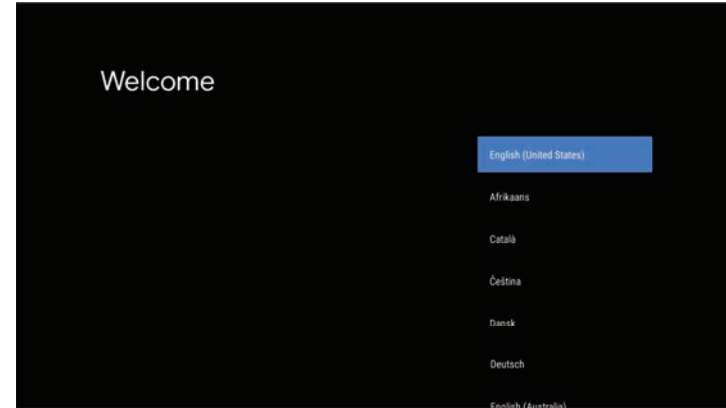 Welcome
English (United States)
Afrikaans
Català
Čeština
Dansk
Deutsch
English (Australia)